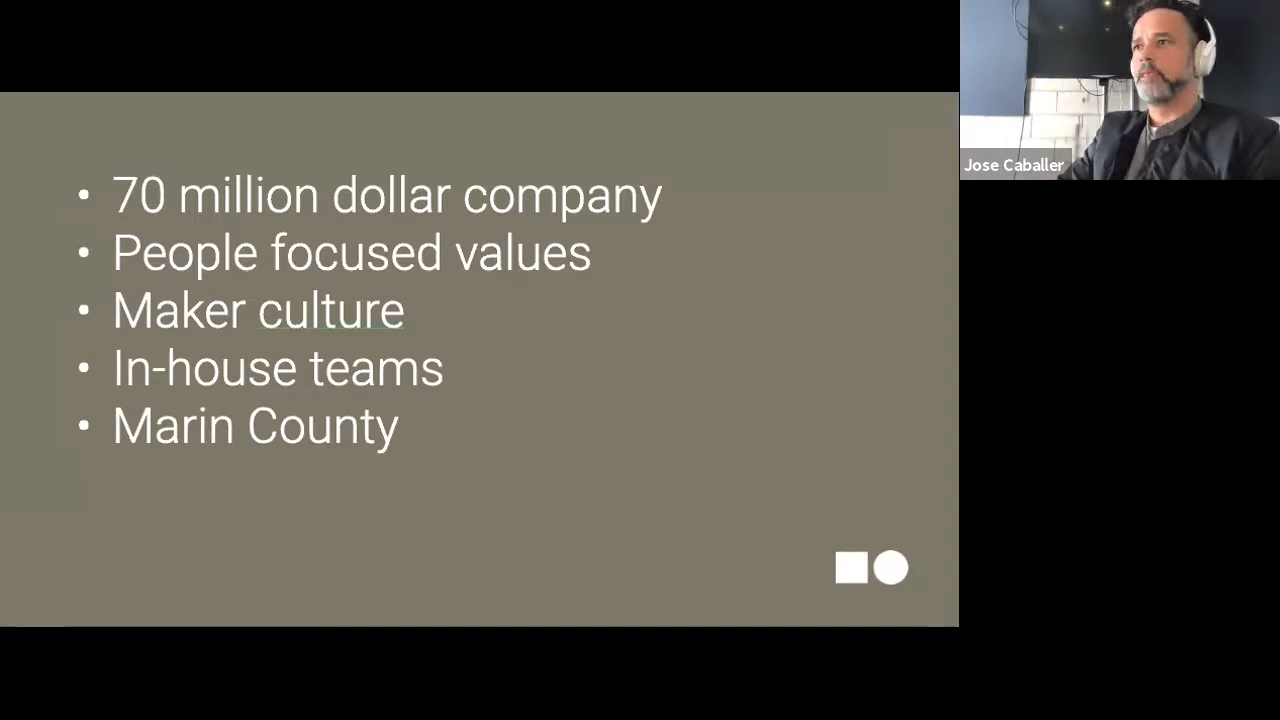 • 70 million dollar company
• People focused values
• Maker culture
• In-house teams
• Marin County
Jose Caballer